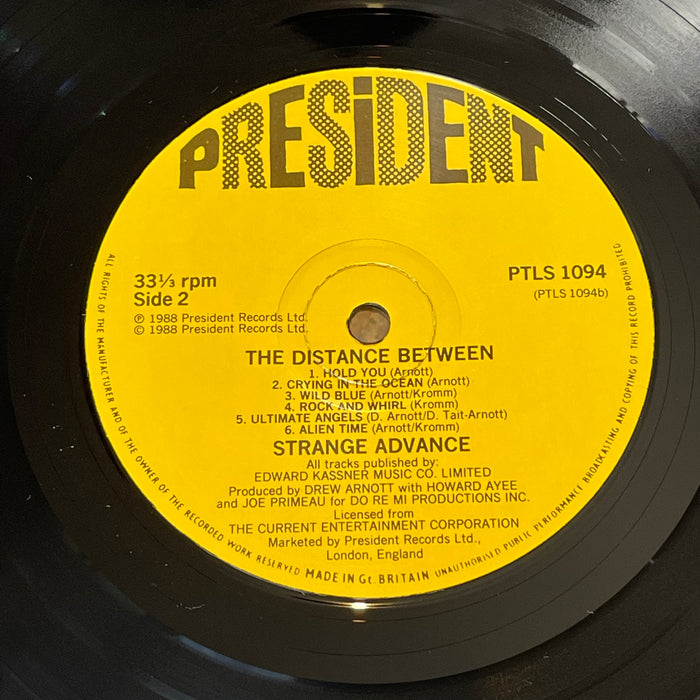 PRESiDENT
33⅓ rpm
Side 2
PTLS 1094
(PTLS 1094b)
℗ 1988 President Records Ltd.
© 1988 President Records Ltd.
THE DISTANCE BETWEEN
1. HOLD YOU (Arnott)
2. CRYING IN THE OCEAN (Arnott)
3. WILD BLUE (Arnott/Kromm)
4. ROCK AND WHIRL (Kromm)
5. ULTIMATE ANGELS (D. Arnott/D. Tait-Arnott)
6. ALIEN TIME (Arnott/Kromm)
STRANGE ADVANCE
All tracks published by:
EDWARD KASSNER MUSIC CO. LIMITED
Produced by DREW ARNOTT with HOWARD AYEE
and JOE PRIMEAU for DO RE MI PRODUCTIONS INC.
Licensed from
THE CURRENT ENTERTAINMENT CORPORATION
Marketed by President Records Ltd.,
London, England
ALL RIGHTS OF THE MANUFACTURER AND OF THE OWNER OF THE RECORDED WORK RESERVED MADE IN Gt. BRITAIN UNAUTHORISED PUBLIC PERFORMANCE, BROADCASTING AND COPYING OF THIS RECORD PROHIBITED